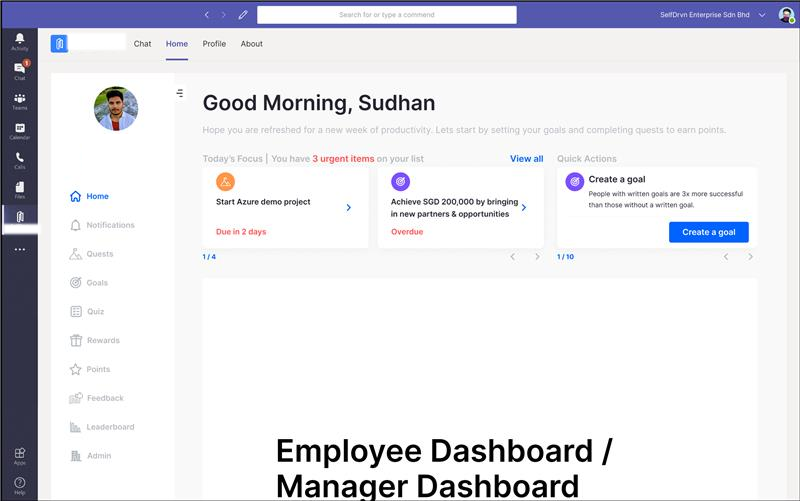 Search for or type a commend
SelfDrvn Enterprise Sdn Bhd
Activity
1
Chat
Teams
Calendar
Calls
Files
Apps
Help
Chat
Home
Profile
About
Home
Notifications
Quests
Goals
Quiz
Rewards
Points
Feedback
Leaderboard
Admin
Good Morning, Sudhan
Hope you are refreshed for a new week of productivity. Lets start by setting your goals and completing quests to earn points.
Today's Focus | You have 3 urgent items on your list
View all
Start Azure demo project
Due in 2 days
Achieve SGD 200,000 by bringing
in new partners & opportunities
Overdue
1 / 4
Quick Actions
Create a goal
People with written goals are 3x more successful
than those without a written goal.
Create a goal
1 / 10
Employee Dashboard /
Manager Dashboard